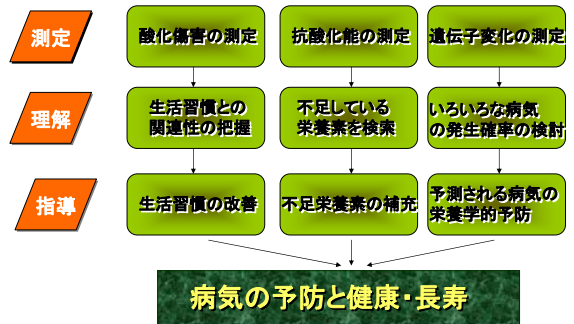 測定
酸化傷害の測定
抗酸化能の測定
遺伝子変化の測定
理解
生活習慣との
関連性の把握
不足している
栄養素を検索
いろいろな病気
の発生確率の検討
指導
生活習慣の改善
不足栄養素の補充
予測される病気の
栄養学的予防
病気の予防と健康・長寿